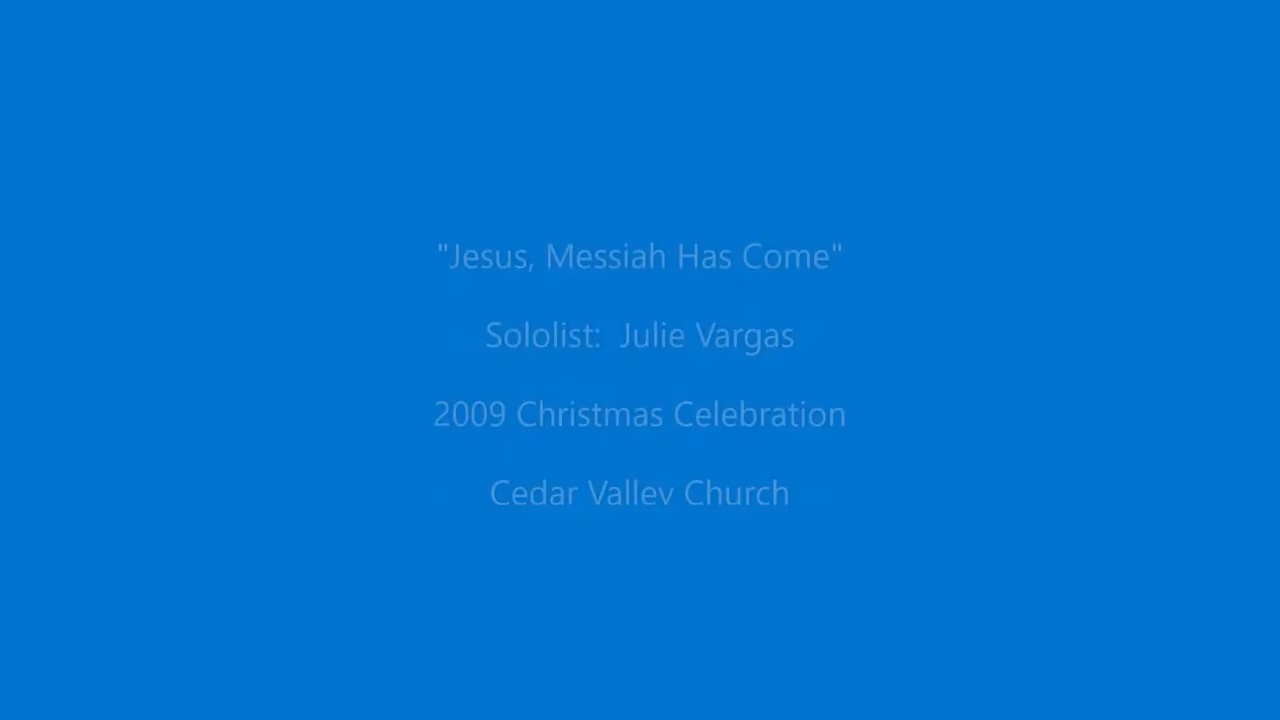 "Jesus, Messiah Has Come"
Sololist:  Julie Vargas
2009 Christmas Celebration
Cedar Valley Church